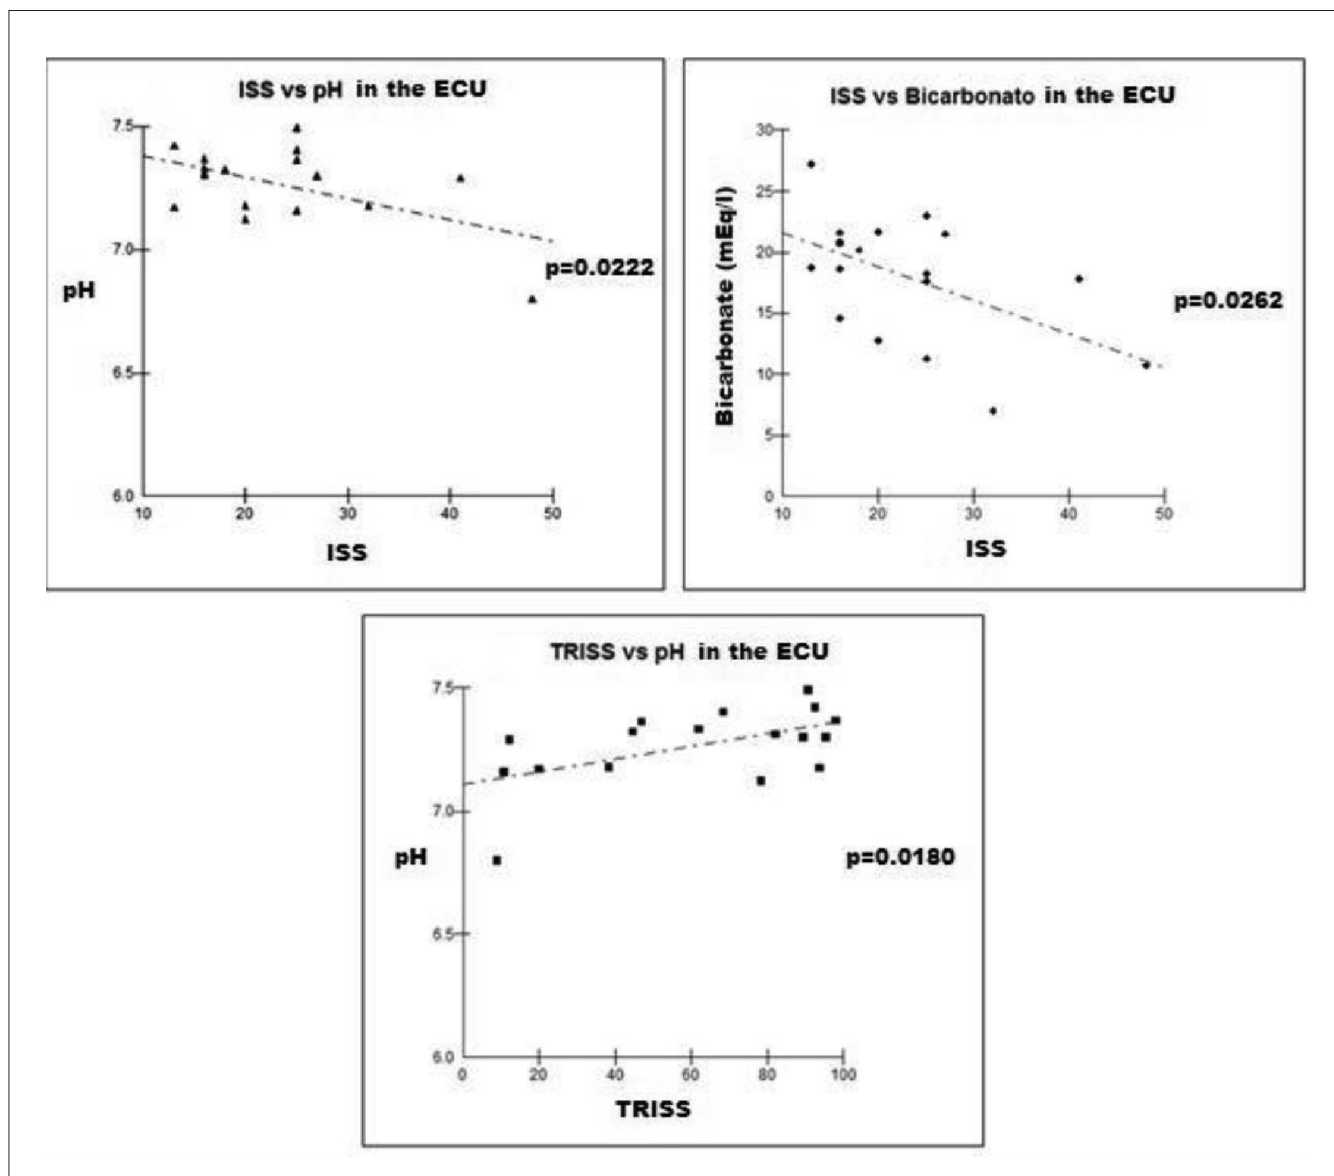 ISS vs pH in the ECU
7.5
7.0
pH
p=0.0222
6.5
6.0
10 20 30 40 50
ISS
ISS vs Bicarbonato in the ECU
30
25
20
15
10
5
0
Bicarbonate (mEq/l)
p=0.0262
10 20 30 40 50
ISS
TRISS vs pH in the ECU
7.5
7.0
pH
p=0.0180
6.5
6.0
0 20 40 60 80 100
TRISS